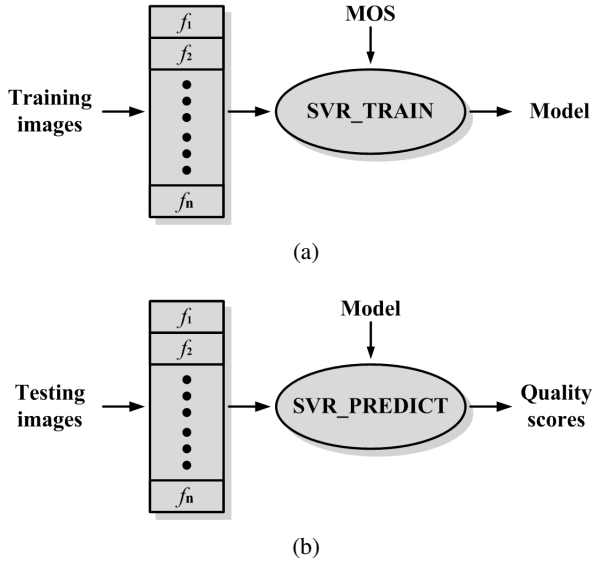 f1
MOS
f2
Training
images
SVR_TRAIN
Model
fn
(a)
f1
Model
f2
Testing
images
SVR_PREDICT
Quality
scores
fn
(b)